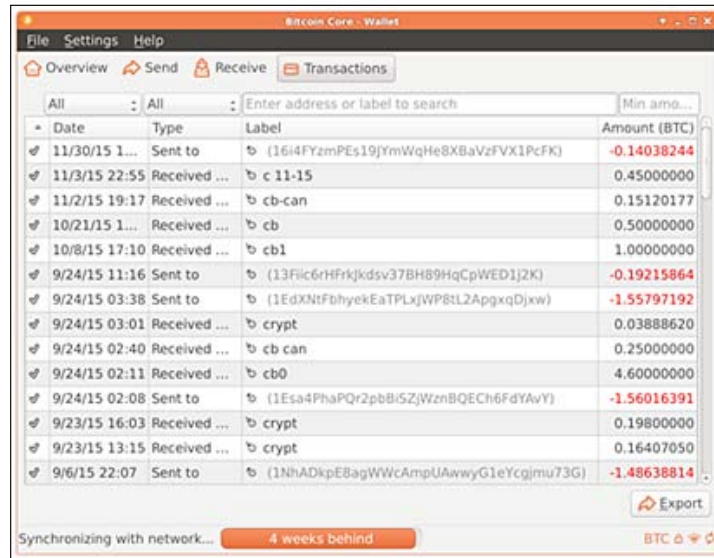 Bitcoin Core - Wallet
File Settings Help
Overview Send Receive Transactions
All All Enter address or label to search Min amo...
Date Type Label Amount (BTC)
11/30/15 1... Sent to (16i4FYzmPEs19JYmWqHe8XBaVzFVX1PcFK) -0.14038244
11/3/15 22:55 Received ... c 11-15 0.45000000
11/2/15 19:17 Received ... cb-can 0.15120177
10/21/15 1... Received ... cb 0.50000000
10/8/15 17:10 Received ... cb1 1.00000000
9/24/15 11:16 Sent to (13Fiic6rHFrkJkdsv37BH89HqCpWED1J2K) -0.19215864
9/24/15 03:38 Sent to (1EdXNtFbhyekEaTPLxJWP8tL2ApgxqDjxw) -1.55797192
9/24/15 03:01 Received ... crypt 0.03888620
9/24/15 02:40 Received ... cb can 0.25000000
9/24/15 02:11 Received ... cb0 4.60000000
9/24/15 02:08 Sent to (1Esa4PhaPQr2pbBiSZjWznBQECh6FdYAvY) -1.56016391
9/23/15 16:03 Received ... crypt 0.19800000
9/23/15 13:15 Received ... crypt 0.16407050
9/6/15 22:07 Sent to (1NhADkpE8agWWcAmpUAwwyG1eYcgjmu73G) -1.48638814
Export
Synchronizing with network... 4 weeks behind BTC